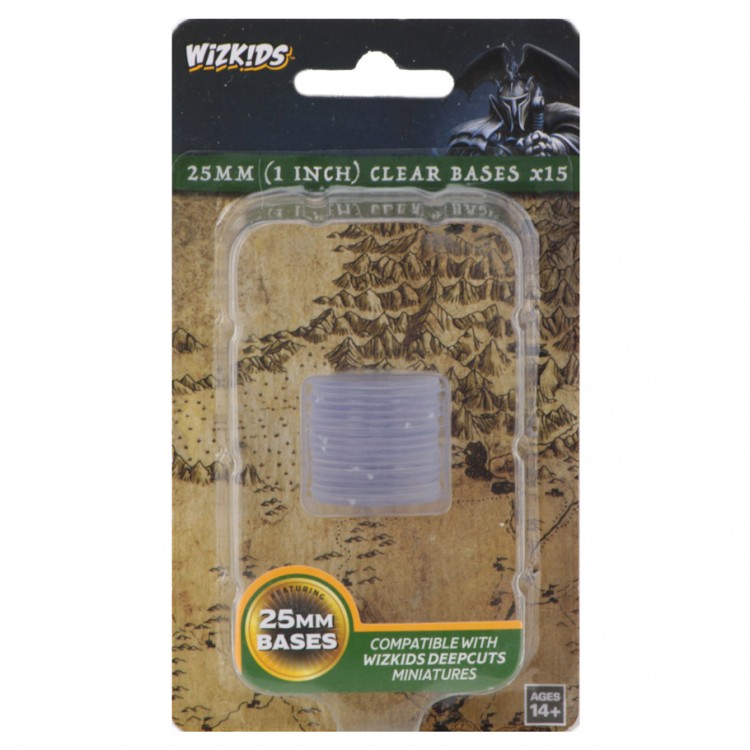 WIZKIDS
25MM (1 INCH) CLEAR BASES x15
FEATURING
25MM
BASES
COMPATIBLE WITH
WIZKIDS DEEPCUTS
MINIATURES
AGES
14+